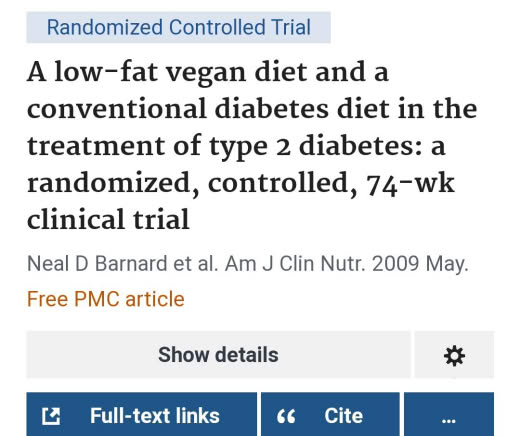 Randomized Controlled Trial
A low-fat vegan diet and a
conventional diabetes diet in the
treatment of type 2 diabetes: a
randomized, controlled, 74-wk
clinical trial
Neal D Barnard et al. Am J Clin Nutr. 2009 May.
Free PMC article
Show details
Full-text links
Cite
...